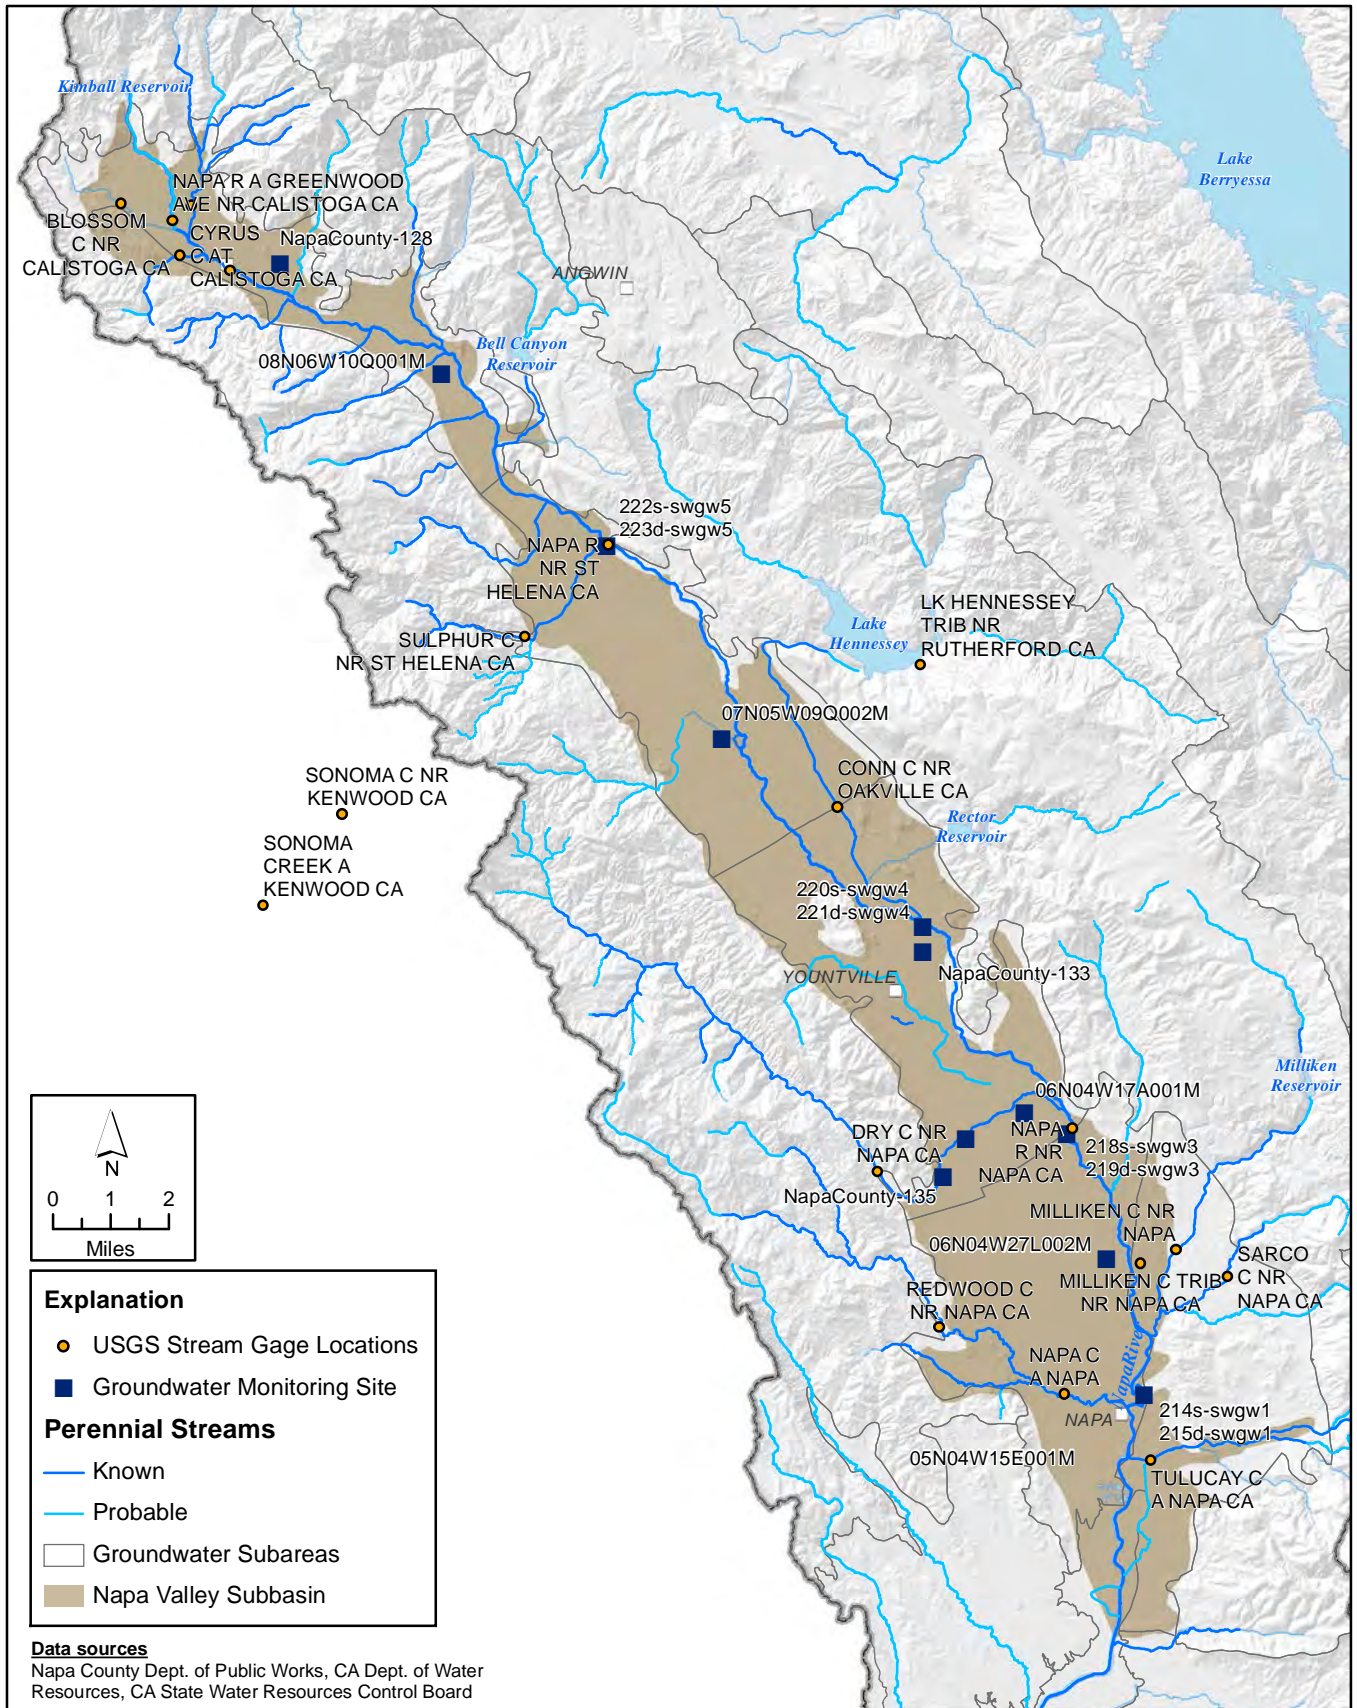 Kimball Reservoir
Lake
Berryessa
NAPA R A GREENWOOD
AVE NR CALISTOGA CA
BLOSSOM
C NR
CALISTOGA CA
CYRUS
C AT
CALISTOGA CA
NapaCounty-128
ANGWIN
Bell Canyon
Reservoir
08N06W10Q001M
222s-swgw5
223d-swgw5
NAPA R
NR ST
HELENA CA
LK HENNESSEY
TRIB NR
RUTHERFORD CA
Lake
Hennessey
SULPHUR C
NR ST HELENA CA
07N05W09Q002M
SONOMA C NR
KENWOOD CA
CONN C NR
OAKVILLE CA
Rector
Reservoir
SONOMA
CREEK A
KENWOOD CA
220s-swgw4
221d-swgw4
YOUNTVILLE
NapaCounty-133
Milliken
Reservoir
06N04W17A001M
DRY C NR
NAPA CA
NAPA
R NR
NAPA CA
218s-swgw3
219d-swgw3
NapaCounty-135
MILLIKEN C NR
NAPA
06N04W27L002M
SARCO
C NR
NAPA CA
MILLIKEN C TRIB
NR NAPA CA
REDWOOD C
NR NAPA CA
NapaRiver
NAPA C
A NAPA
NAPA
214s-swgw1
215d-swgw1
05N04W15E001M
TULUCAY C
A NAPA CA
N
0 1 2
Miles
Explanation
USGS Stream Gage Locations
Groundwater Monitoring Site
Perennial Streams
Known
Probable
Groundwater Subareas
Napa Valley Subbasin
Data sources
Napa County Dept. of Public Works, CA Dept. of Water
Resources, CA State Water Resources Control Board